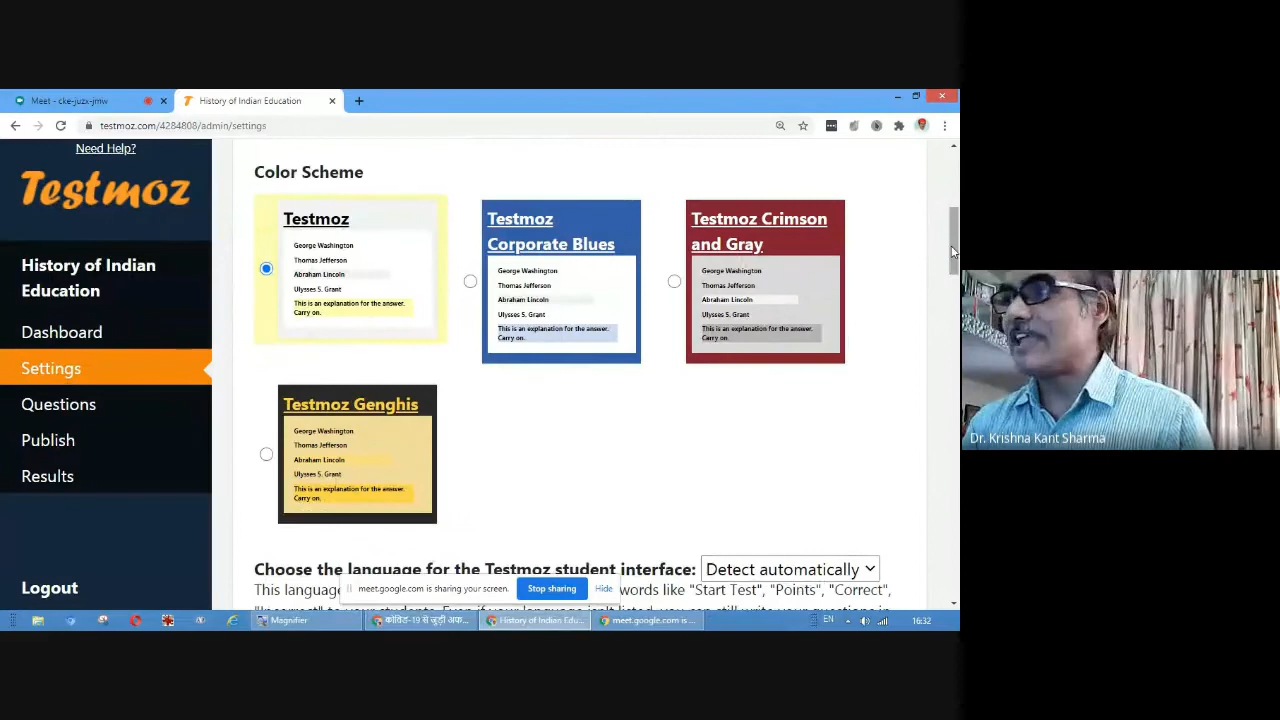 Meet - cke-juzx-jmw
History of Indian Education
testmoz.com/4284808/admin/settings
Need Help?
Testmoz
History of Indian
Education
Dashboard
Settings
Questions
Publish
Results
Logout
Color Scheme
Testmoz
George Washington
Thomas Jefferson
Abraham Lincoln
Ulysses S. Grant
This is an explanation for the answer.
Carry on.
Testmoz
Corporate Blues
George Washington
Thomas Jefferson
Abraham Lincoln
Ulysses S. Grant
This is an explanation for the answer.
Carry on.
Testmoz Crimson
and Gray
George Washington
Thomas Jefferson
Abraham Lincoln
Ulysses S. Grant
This is an explanation for the answer.
Carry on.
Testmoz Genghis
George Washington
Thomas Jefferson
Abraham Lincoln
Ulysses S. Grant
This is an explanation for the answer.
Carry on.
Choose the language for the Testmoz student interface: Detect automatically
This language words like "Start Test", "Points", "Correct",
meet.google.com is sharing your screen. Stop sharing Hide
Magnifier
कोविड-19 से जुड़ी अफ...
History of Indian Edu...
meet.google.com is ...
EN
16:32
Dr. Krishna Kant Sharma